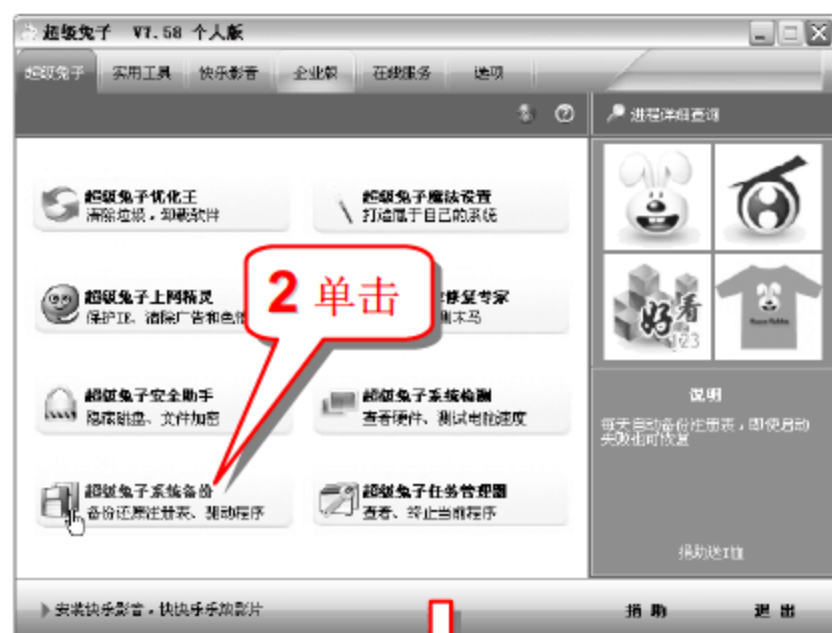 超级兔子 V7.58 个人版
超级兔子 实用工具 快乐影音 企业版 在线服务 选项
进程详细查询
超级兔子优化王
清除垃圾，卸载软件
超级兔子魔法设置
打造属于自己的系统
超级兔子上网精灵
保护IE、清除广告和色情
修复专家
测木马
2 单击
超级兔子安全助手
隐藏磁盘、文件加密
超级兔子系统检测
查看硬件、测试电脑速度
超级兔子系统备份
备份还原注册表、驱动程序
超级兔子任务管理器
查看、终止当前程序
好看
123
说明
每天自动备份注册表，即使启动
失败也可恢复
捐助送T恤
安装快乐影音，快快乐乐放影片
捐助 退出